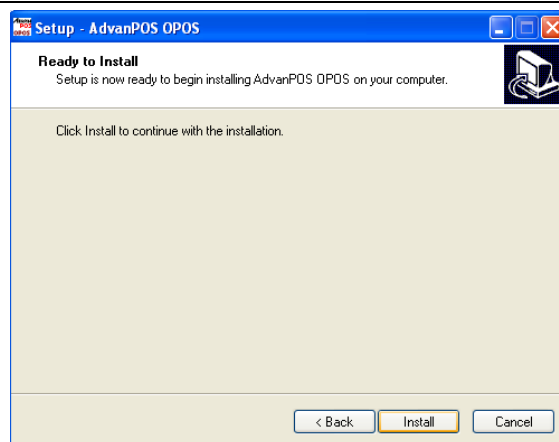 Setup - AdvanPOS OPOS
Ready to Install
Setup is now ready to begin installing AdvanPOS OPOS on your computer.
Click Install to continue with the installation.
< Back Install Cancel